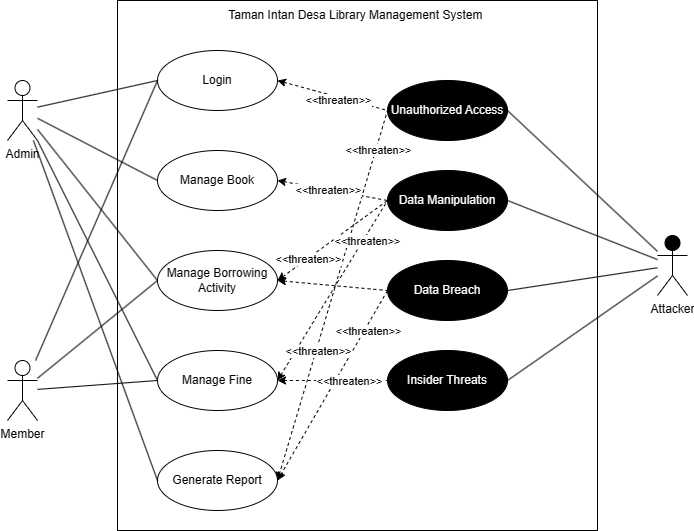 Taman Intan Desa Library Management System
Login
<<threaten>>
Unauthorized Access
Admin
<<threaten>>
Manage Book
<<threaten>>
Data Manipulation
<<threaten>>
<<threaten>>
Manage Borrowing
Activity
Data Breach
Attacker
<<threaten>>
<<threaten>>
Manage Fine
<<threaten>>
Insider Threats
Member
Generate Report